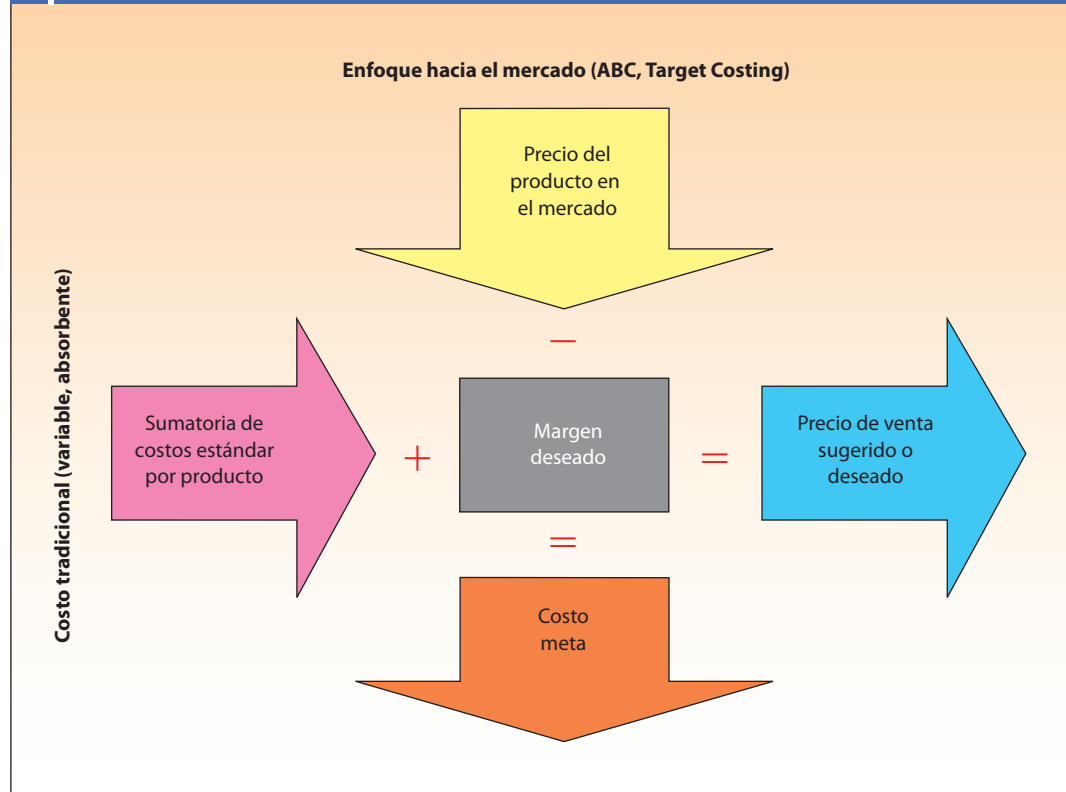 Enfoque hacia el mercado (ABC, Target Costing)
Precio del
producto en
el mercado
−
Costo tradicional (variable, absorbente)
Sumatoria de
costos estándar
por producto
+
Margen
deseado
=
Precio de venta
sugerido o
deseado
=
Costo
meta